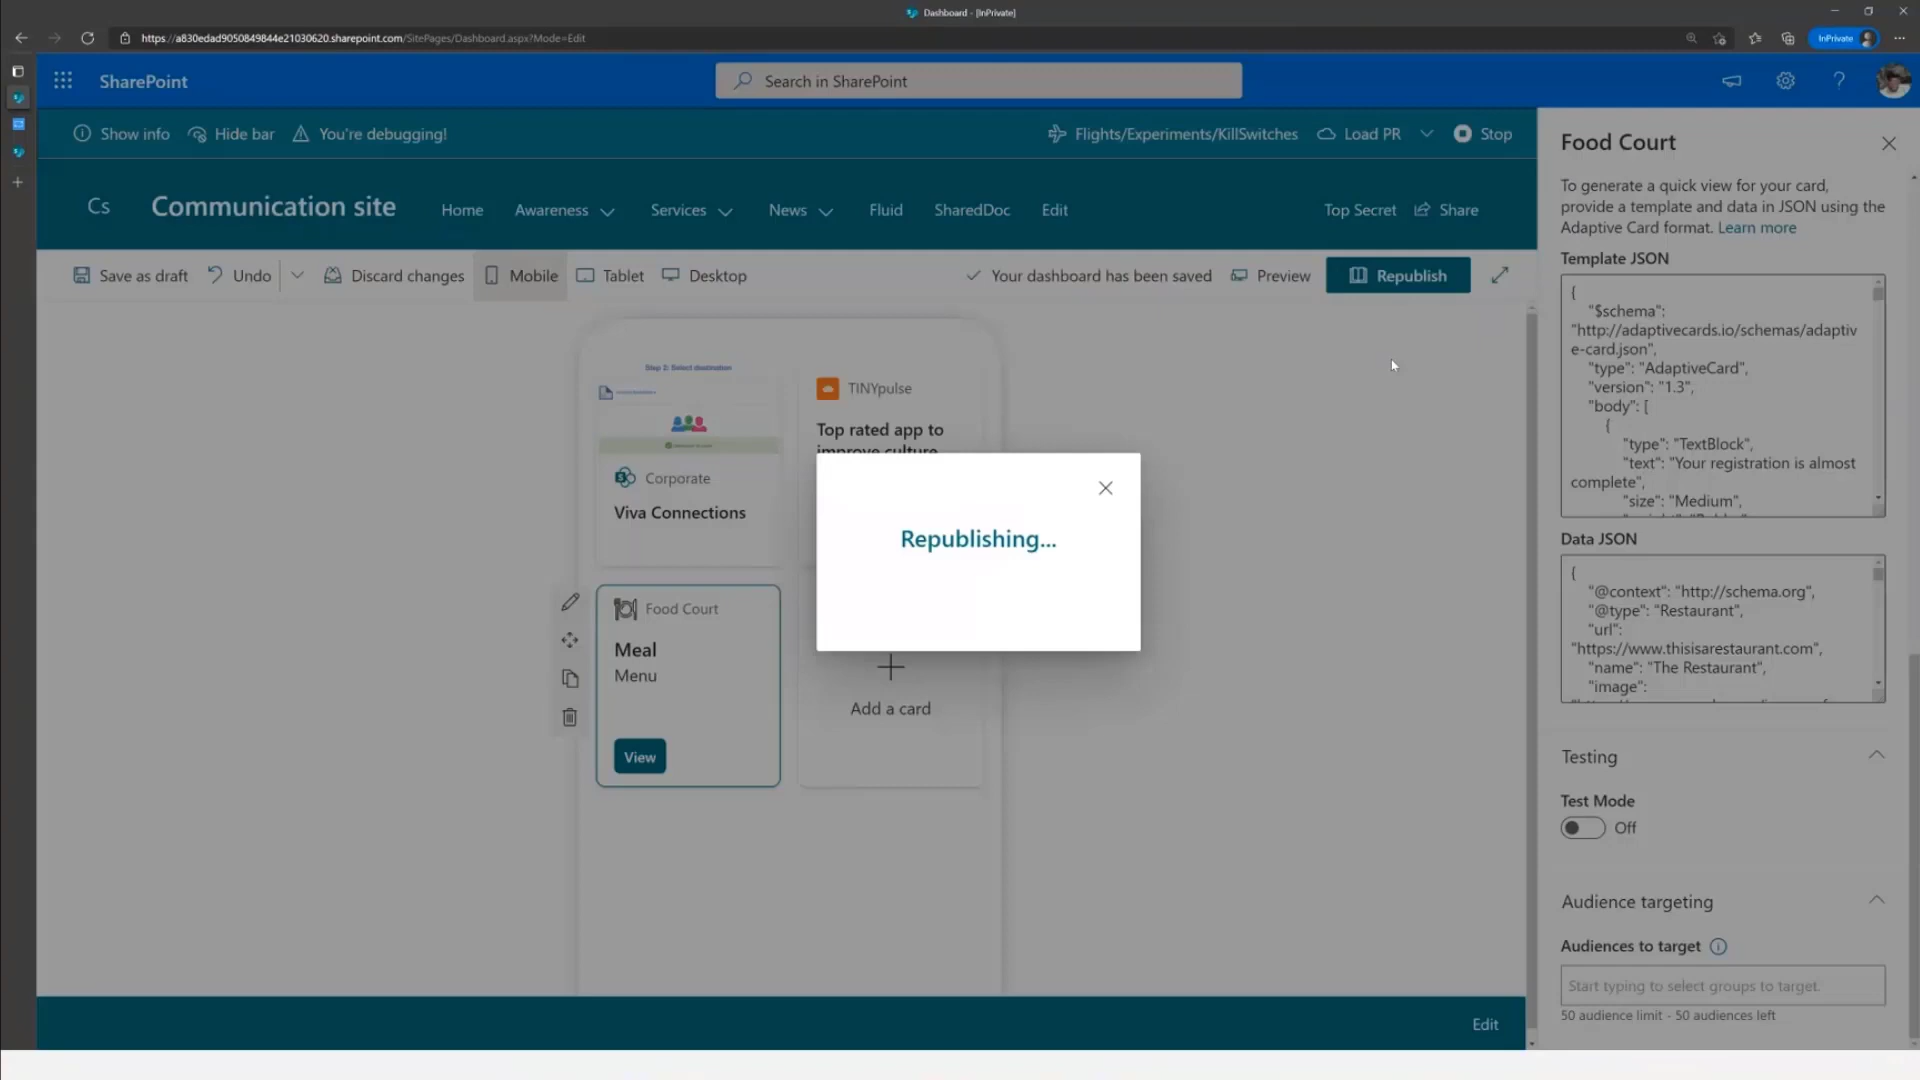 Dashboard - [InPrivate]
https://a830edad9050849844e21030620.sharepoint.com/SitePages/Dashboard.aspx?Mode=Edit
InPrivate
SharePoint
Search in SharePoint
Show info
Hide bar
You're debugging!
Flights/Experiments/KillSwitches
Load PR
Stop
Cs
Communication site
Home
Awareness
Services
News
Fluid
SharedDoc
Edit
Top Secret
Share
Save as draft
Undo
Discard changes
Mobile
Tablet
Desktop
Your dashboard has been saved
Preview
Republish
Step 2: Select destination
Corporate
Viva Connections
TINYpulse
Top rated app to
improve culture
Republishing...
Food Court
Meal
Menu
View
Add a card
Edit
Food Court
To generate a quick view for your card,
provide a template and data in JSON using the
Adaptive Card format. Learn more
Template JSON
{
"$schema":
"http://adaptivecards.io/schemas/adaptiv
e-card.json",
"type": "AdaptiveCard",
"version": "1.3",
"body": [
{
"type": "TextBlock",
"text": "Your registration is almost
complete",
"size": "Medium",
Data JSON
{
"@context": "http://schema.org",
"@type": "Restaurant",
"url":
"https://www.thisisarestaurant.com",
"name": "The Restaurant",
"image":
Testing
Test Mode
Off
Audience targeting
Audiences to target
Start typing to select groups to target.
50 audience limit - 50 audiences left